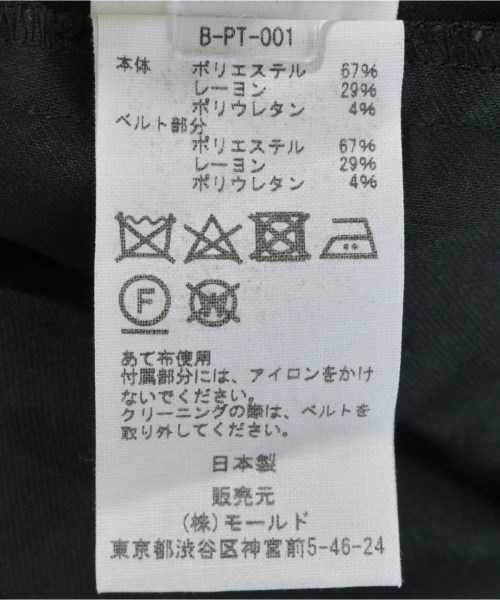 B-PT-001
本体 ポリエステル 67%
レーヨン 29%
ポリウレタン 4%
ベルト部分
ポリエステル 67%
レーヨン 29%
ポリウレタン 4%
F W
あて布使用
付属部分には、アイロンをかけ
ないでください。
クリーニングの際は、ベルトを
取り外してください。
日本製
販売元
(株)モールド
東京都渋谷区神宮前5-46-24